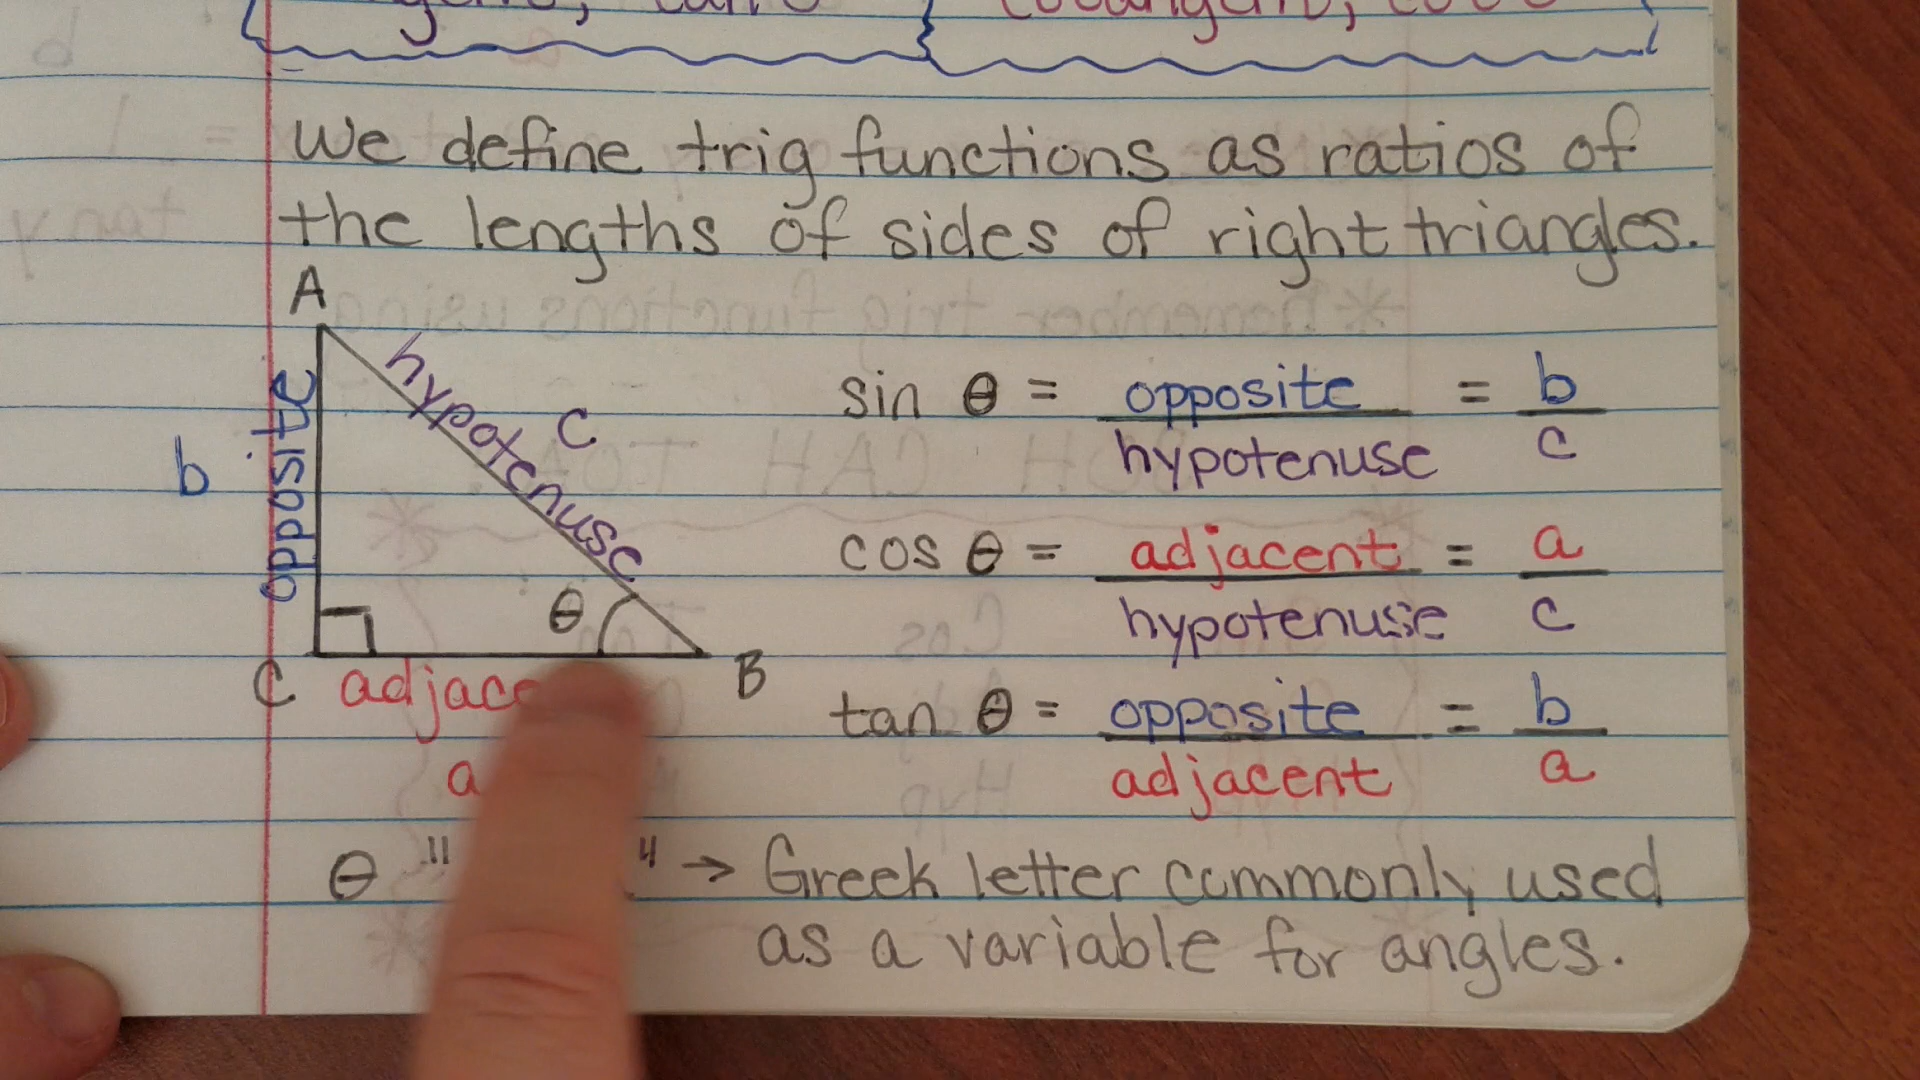 We define trig functions as ratios of
the lengths of sides of right triangles.
A
hypotenuse
c
opposite
b
θ
C
B
a
sin θ = opposite / hypotenuse = b / c
cos θ = adjacent / hypotenuse = a / c
tan θ = opposite / adjacent = b / a
θ " " → Greek letter commonly used
as a variable for angles.